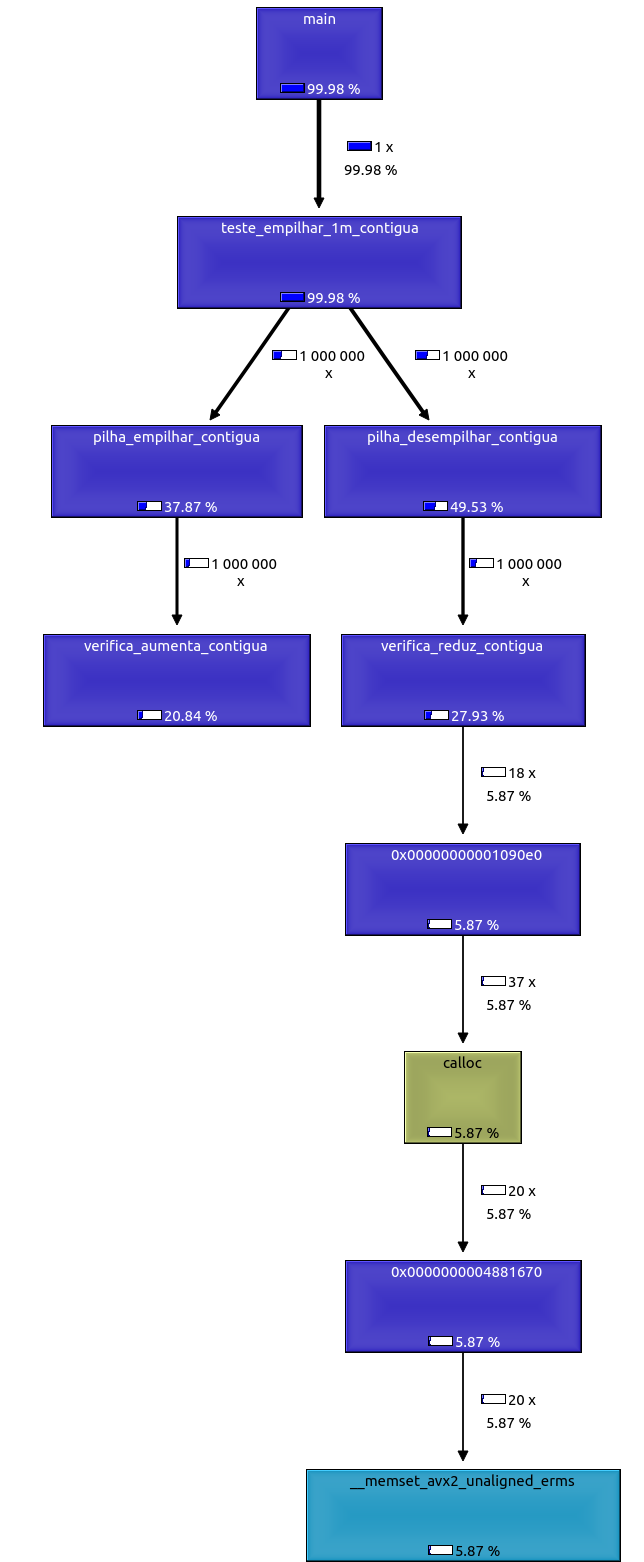 main
99.98 %
1 x
99.98 %
teste_empilhar_1m_contigua
99.98 %
1 000 000
x
1 000 000
x
pilha_empilhar_contigua
37.87 %
pilha_desempilhar_contigua
49.53 %
1 000 000
x
1 000 000
x
verifica_aumenta_contigua
20.84 %
verifica_reduz_contigua
27.93 %
18 x
5.87 %
0x00000000001090e0
5.87 %
37 x
5.87 %
calloc
5.87 %
20 x
5.87 %
0x0000000004881670
5.87 %
20 x
5.87 %
__memset_avx2_unaligned_erms
5.87 %